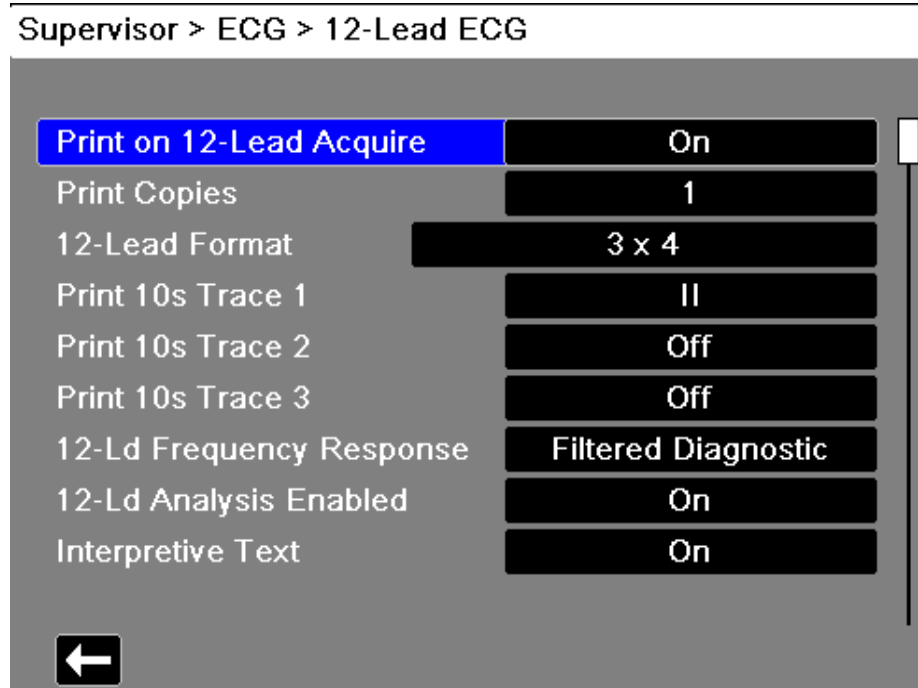 Supervisor > ECG > 12-Lead ECG
Print on 12-Lead Acquire On
Print Copies 1
12-Lead Format 3 x 4
Print 10s Trace 1 II
Print 10s Trace 2 Off
Print 10s Trace 3 Off
12-Ld Frequency Response Filtered Diagnostic
12-Ld Analysis Enabled On
Interpretive Text On